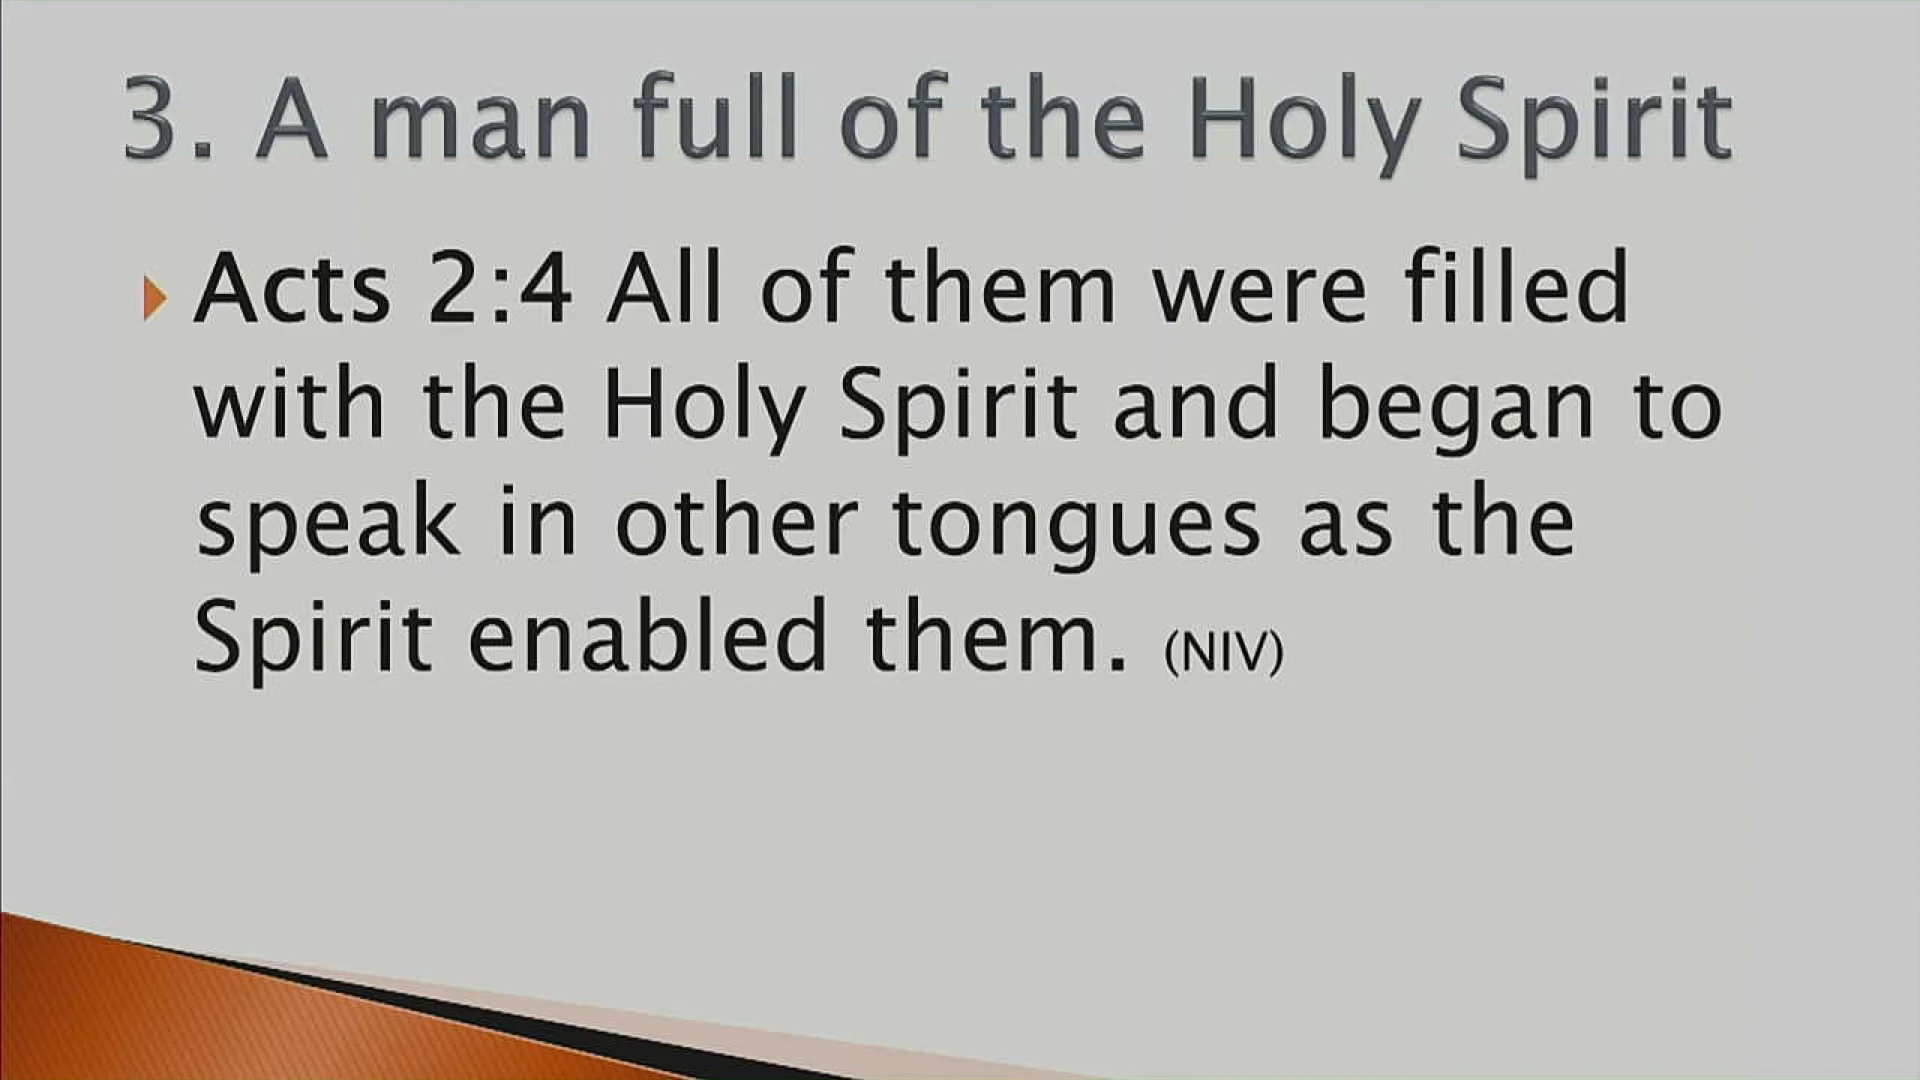 3. A man full of the Holy Spirit
Acts 2:4 All of them were filled
with the Holy Spirit and began to
speak in other tongues as the
Spirit enabled them. (NIV)